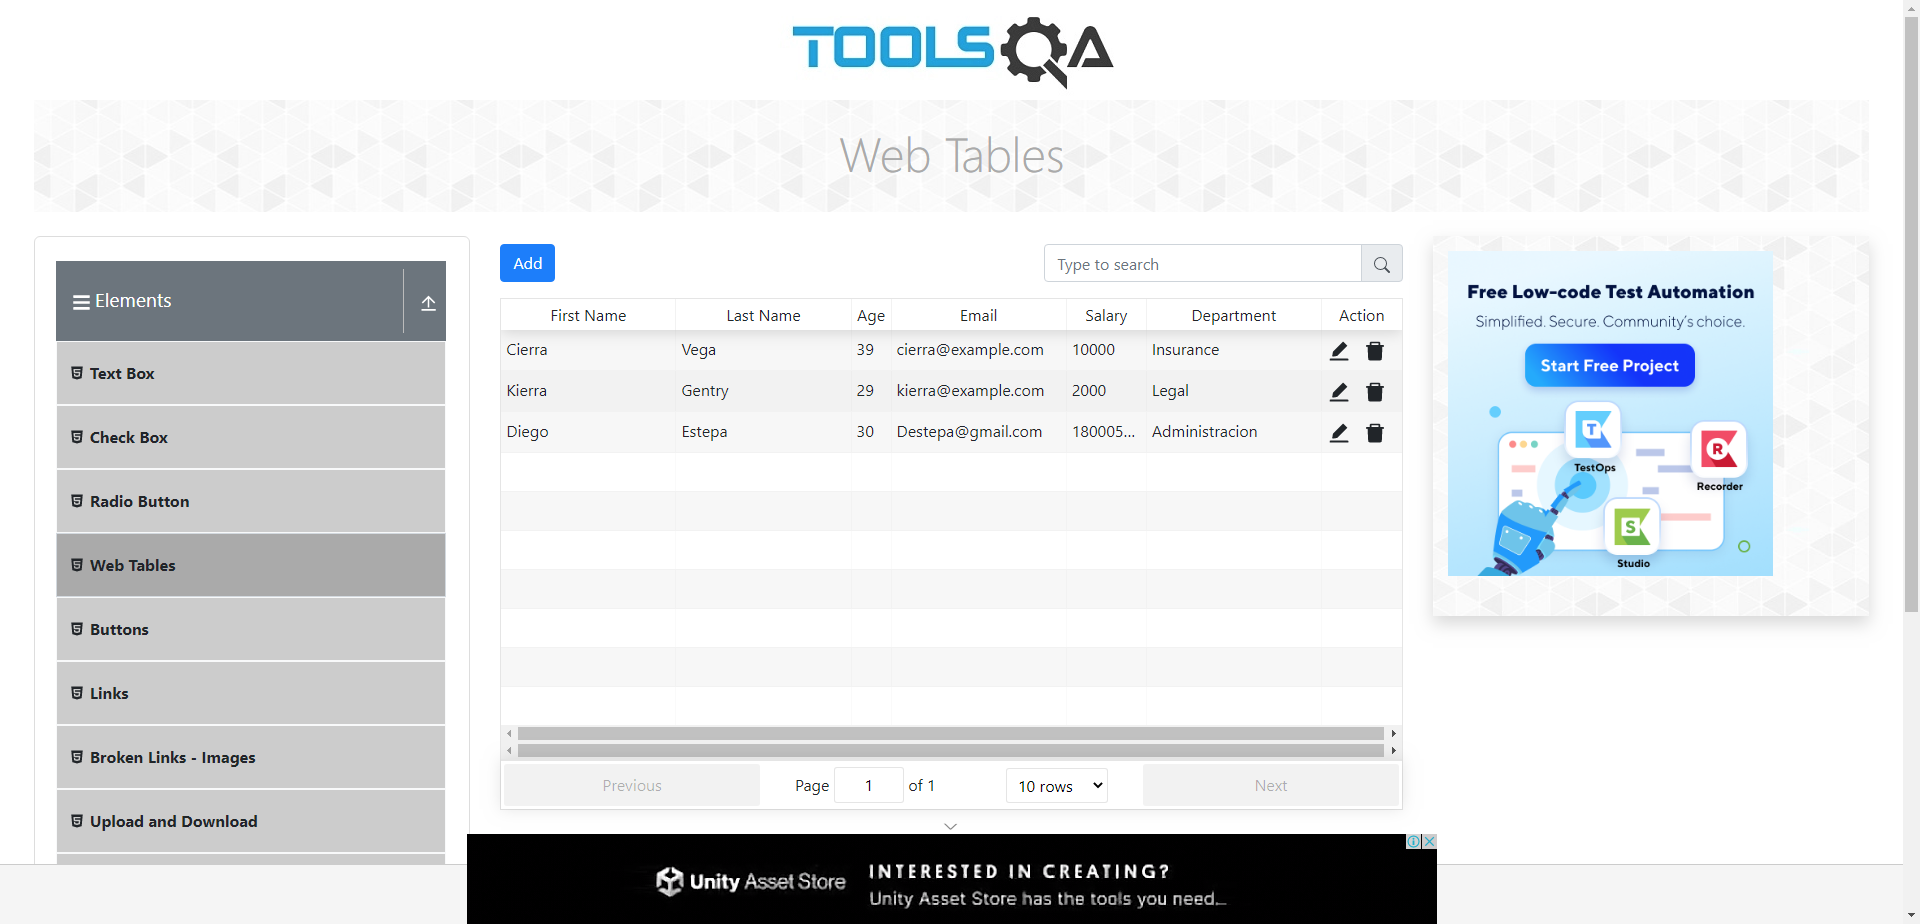 TOOLSQA
Web Tables
Elements
Text Box
Check Box
Radio Button
Web Tables
Buttons
Links
Broken Links - Images
Upload and Download
Add
Type to search
First Name Last Name Age Email Salary Department Action
Cierra Vega 39 cierra@example.com 10000 Insurance
Kierra Gentry 29 kierra@example.com 2000 Legal
Diego Estepa 30 Destepa@gmail.com 180005... Administracion
Previous Page 1 of 1 10 rows Next
Free Low-code Test Automation
Simplified. Secure. Community's choice.
Start Free Project
T
TestOps
R
Recorder
S
Studio
Unity Asset Store
INTERESTED IN CREATING?
Unity Asset Store has the tools you need...